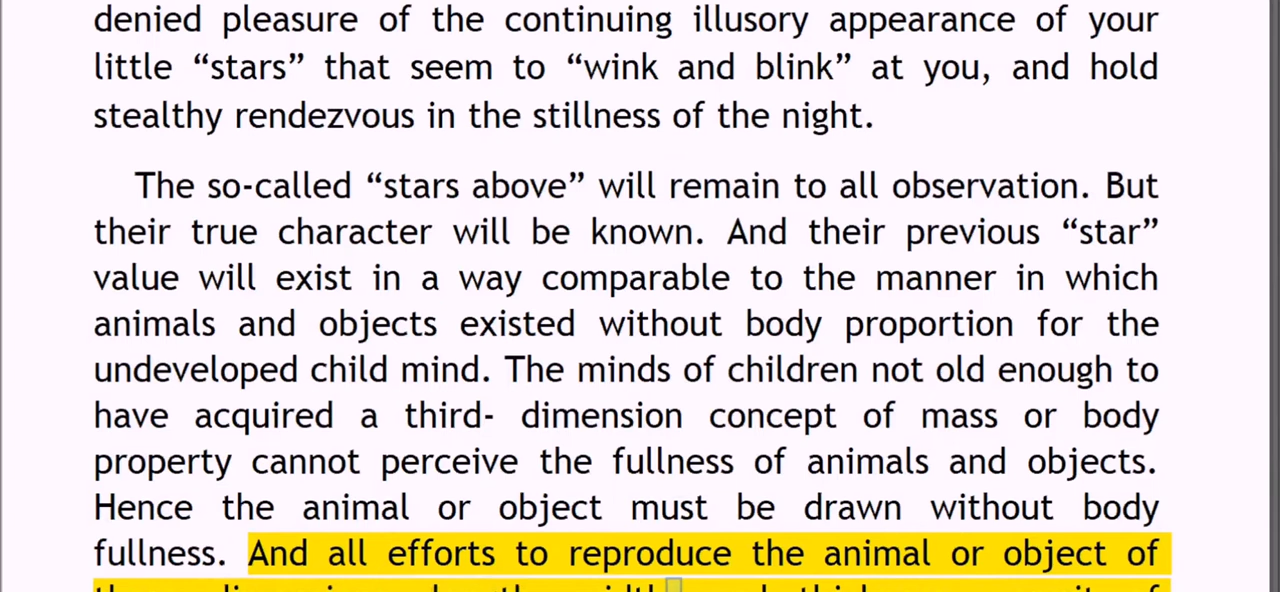 denied pleasure of the continuing illusory appearance of your
little “stars” that seem to “wink and blink” at you, and hold
stealthy rendezvous in the stillness of the night.
The so-called “stars above” will remain to all observation. But
their true character will be known. And their previous “star”
value will exist in a way comparable to the manner in which
animals and objects existed without body proportion for the
undeveloped child mind. The minds of children not old enough to
have acquired a third- dimension concept of mass or body
property cannot perceive the fullness of animals and objects.
Hence the animal or object must be drawn without body
fullness. And all efforts to reproduce the animal or object of